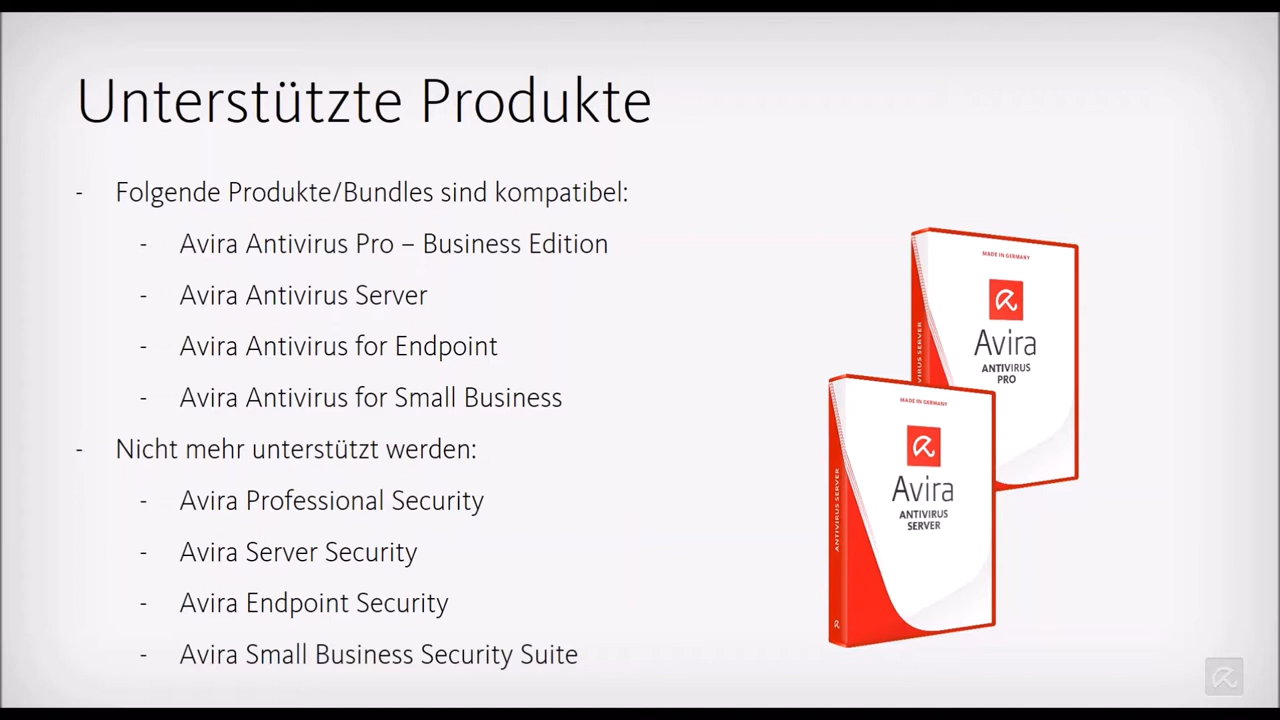 Unterstützte Produkte
- Folgende Produkte/Bundles sind kompatibel:
- Avira Antivirus Pro – Business Edition
- Avira Antivirus Server
- Avira Antivirus for Endpoint
- Avira Antivirus for Small Business
- Nicht mehr unterstützt werden:
- Avira Professional Security
- Avira Server Security
- Avira Endpoint Security
- Avira Small Business Security Suite
MADE IN GERMANY
Avira
ANTIVIRUS
PRO
VIRUS SERVER
MADE IN GERMANY
Avira
ANTIVIRUS
SERVER
ANTIVIRUS SERVER